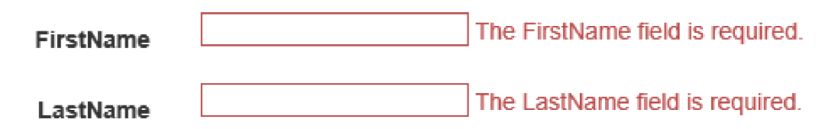 FirstName The FirstName field is required.
LastName The LastName field is required.